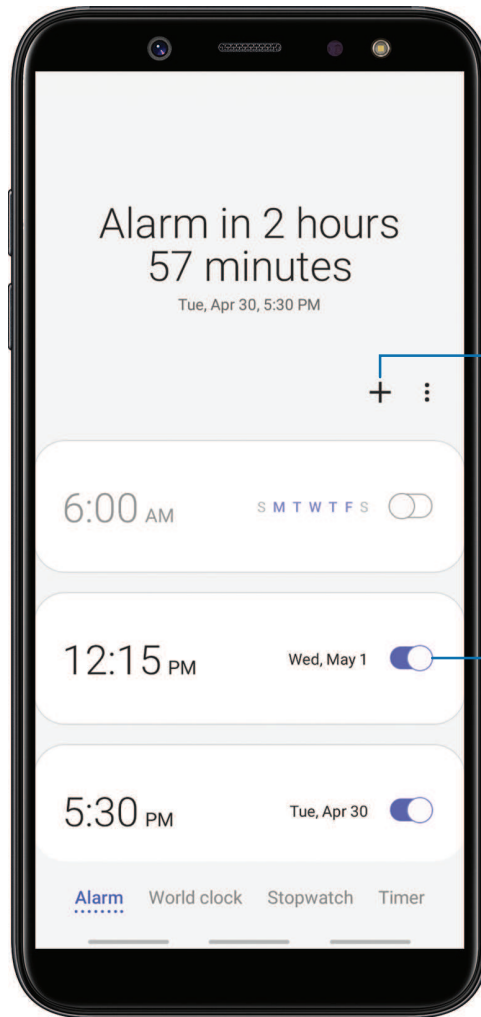 Alarm in 2 hours
57 minutes
Tue, Apr 30, 5:30 PM
6:00 AM S M T W T F S
12:15 PM Wed, May 1
5:30 PM Tue, Apr 30
Alarm World clock Stopwatch Timer